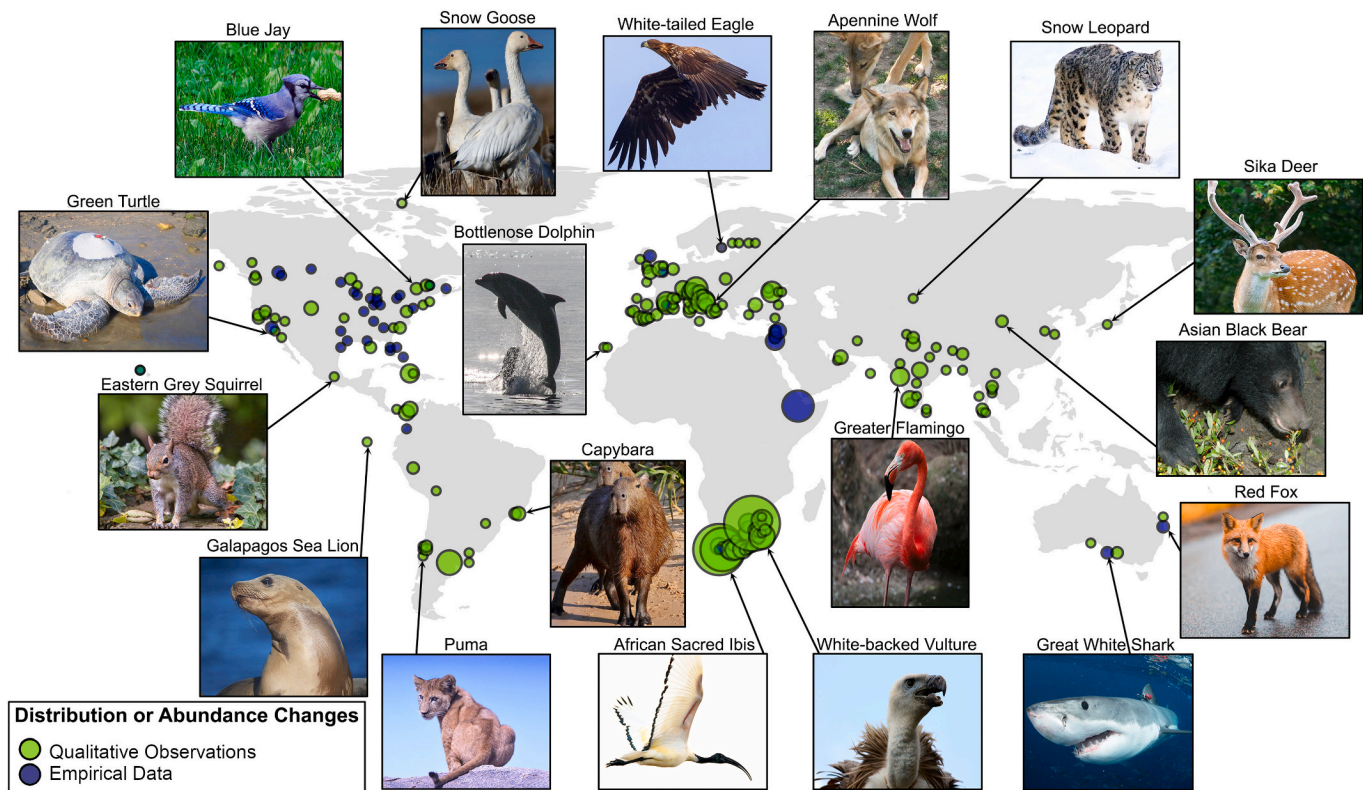 Blue Jay
Snow Goose
White-tailed Eagle
Apennine Wolf
Snow Leopard
Sika Deer
Green Turtle
Bottlenose Dolphin
Asian Black Bear
Eastern Grey Squirrel
Greater Flamingo
Capybara
Red Fox
Galapagos Sea Lion
Puma
African Sacred Ibis
White-backed Vulture
Great White Shark
Distribution or Abundance Changes
Qualitative Observations
Empirical Data